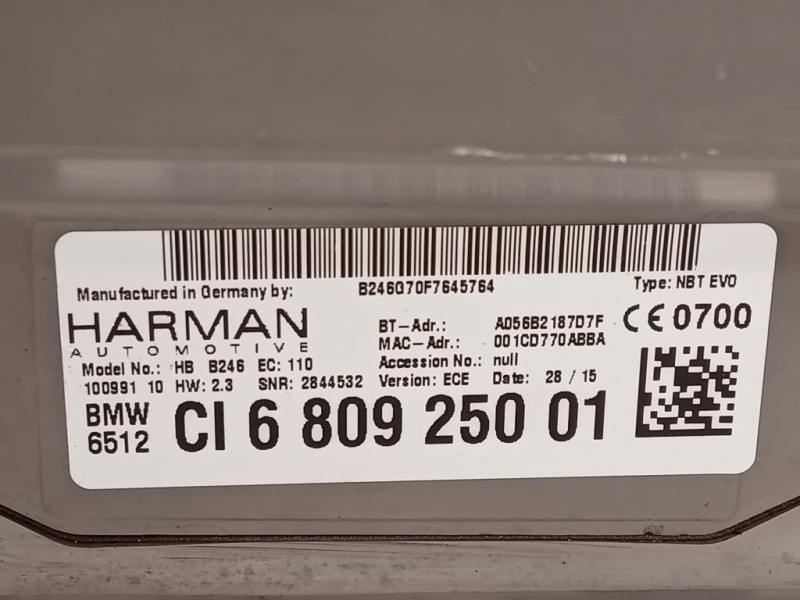 Manufactured in Germany by: B246G70F7645764 Type: NBT EVO
HARMAN
AUTOMOTIVE
BT-Adr.: A056B2187D7F CE 0700
MAC-Adr.: 001CD770ABBA
Model No.: HB B246 EC: 110 Accession No.: null
100991 10 HW: 2.3 SNR: 2844532 Version: ECE Date: 28 / 15
BMW
6512
CI 6 809 250 01